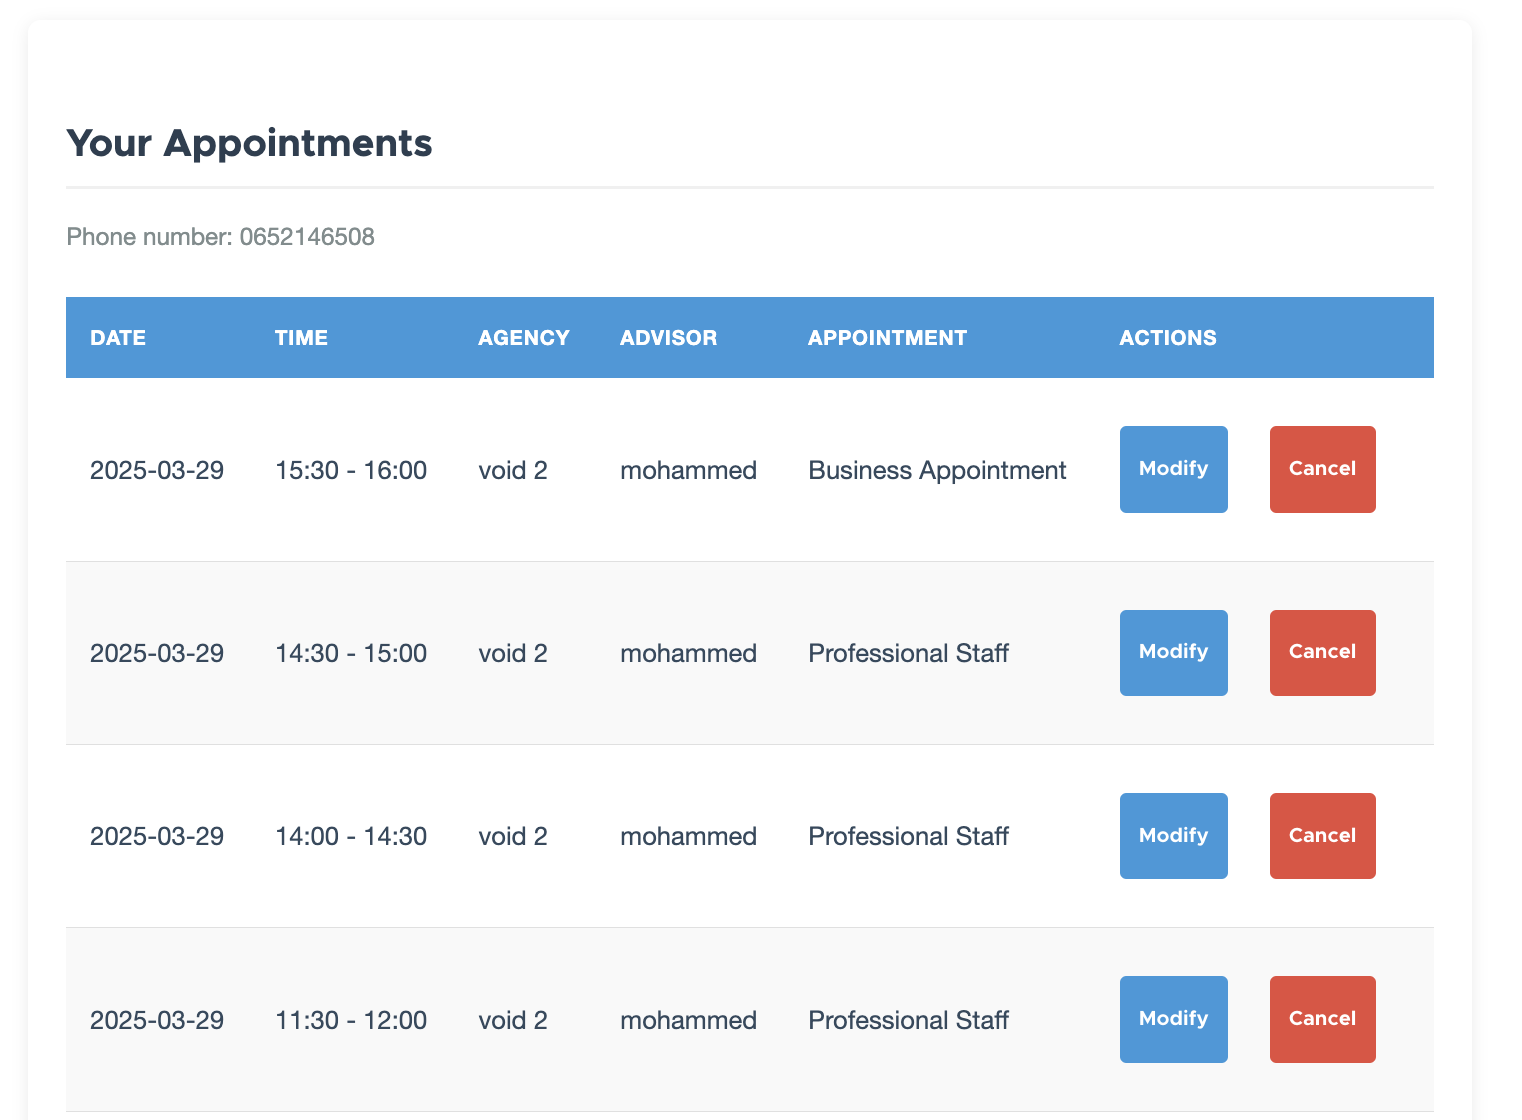 Your Appointments
Phone number: 0652146508
DATE TIME AGENCY ADVISOR APPOINTMENT ACTIONS
2025-03-29 15:30 - 16:00 void 2 mohammed Business Appointment Modify Cancel
2025-03-29 14:30 - 15:00 void 2 mohammed Professional Staff Modify Cancel
2025-03-29 14:00 - 14:30 void 2 mohammed Professional Staff Modify Cancel
2025-03-29 11:30 - 12:00 void 2 mohammed Professional Staff Modify Cancel